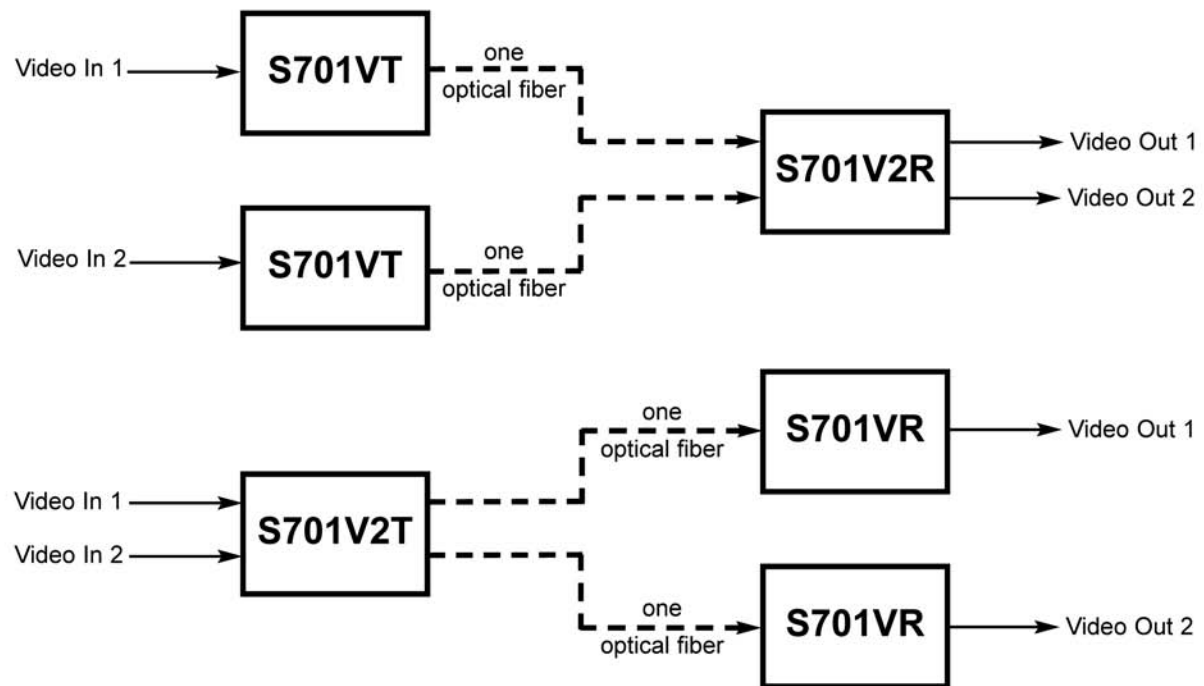 Video In 1
S701VT
one
optical fiber
S701V2R
Video Out 1
Video Out 2
Video In 2
S701VT
one
optical fiber
Video In 1
Video In 2
S701V2T
one
optical fiber
S701VR
Video Out 1
one
optical fiber
S701VR
Video Out 2